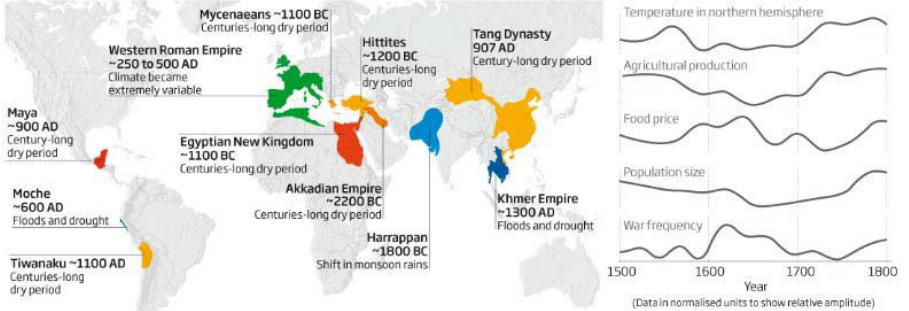 Mycenaeans ~1100 BC
Centuries-long dry period
Western Roman Empire
~250 to 500 AD
Climate became
extremely variable
Hittites
~1200 BC
Centuries-long
dry period
Tang Dynasty
907 AD
Century-long dry period
Maya
~900 AD
Century-long
dry period
Egyptian New Kingdom
~1100 BC
Centuries-long dry period
Moche
~600 AD
Floods and drought
Akkadian Empire
~2200 BC
Centuries-long dry period
Khmer Empire
~1300 AD
Floods and drought
Harrappan
~1800 BC
Shift in monsoon rains
Tiwanaku ~1100 AD
Centuries-long
dry period
Temperature in northern hemisphere
Agricultural production
Food price
Population size
War frequency
1500 1600 1700 1800
Year
(Data in normalised units to show relative amplitude)